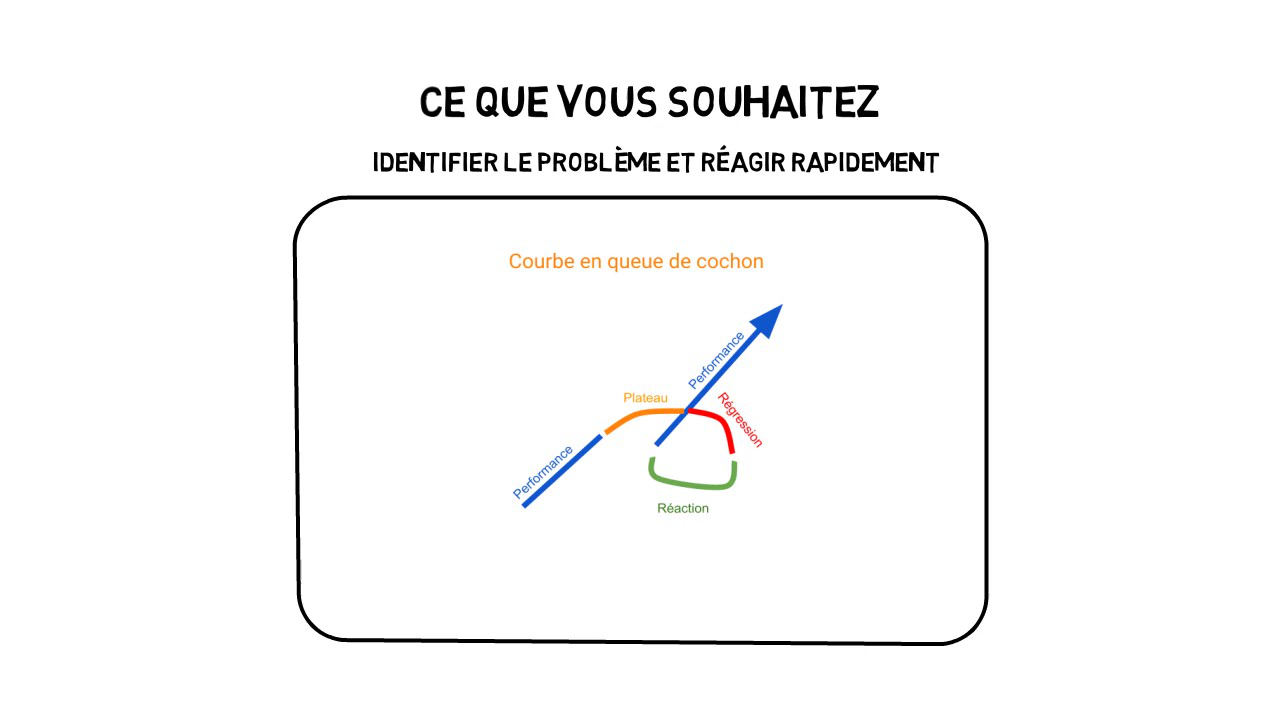 CE QUE VOUS SOUHAITEZ
IDENTIFIER LE PROBLÈME ET RÉAGIR RAPIDEMENT
Courbe en queue de cochon
Performance
Plateau
Régression
Performance
Réaction